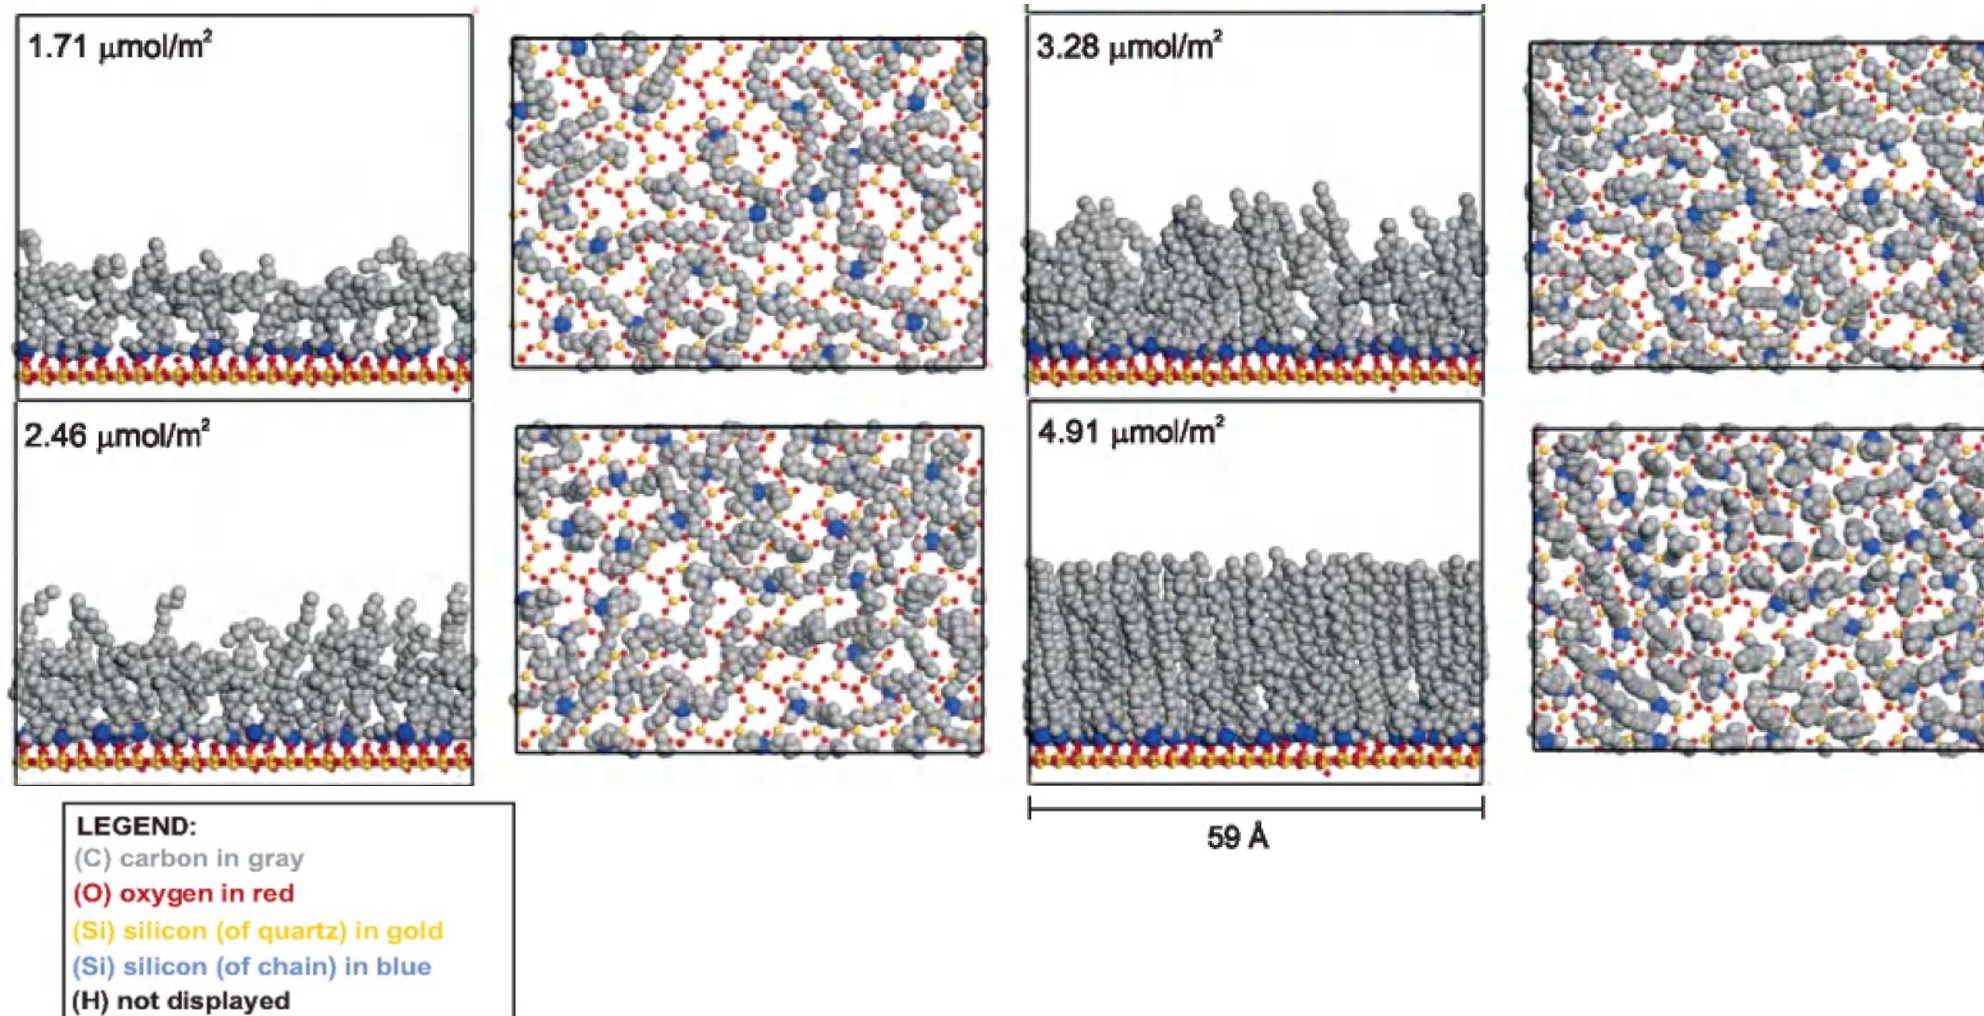 1.71 μmol/m²
3.28 μmol/m²
2.46 μmol/m²
4.91 μmol/m²
59 Å
LEGEND:
(C) carbon in gray
(O) oxygen in red
(Si) silicon (of quartz) in gold
(Si) silicon (of chain) in blue
(H) not displayed